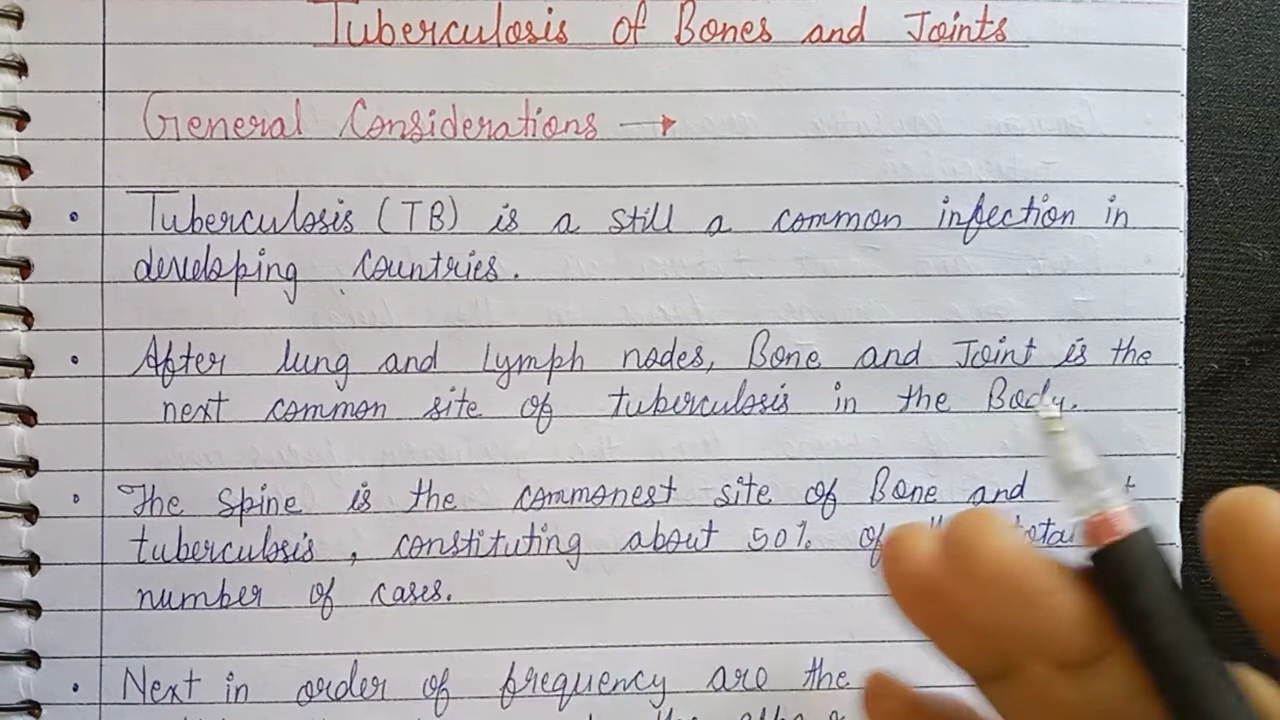 Tuberculosis of Bones and Joints
General Considerations →
• Tuberculosis (TB) is a still a common infection in
developing countries.
• After lung and lymph nodes, Bone and Joint is the
next common site of tuberculosis in the Body.
• The spine is the commonest site of Bone and
tuberculosis, constituting about 50% of total
number of cases.
• Next in order of frequency are the